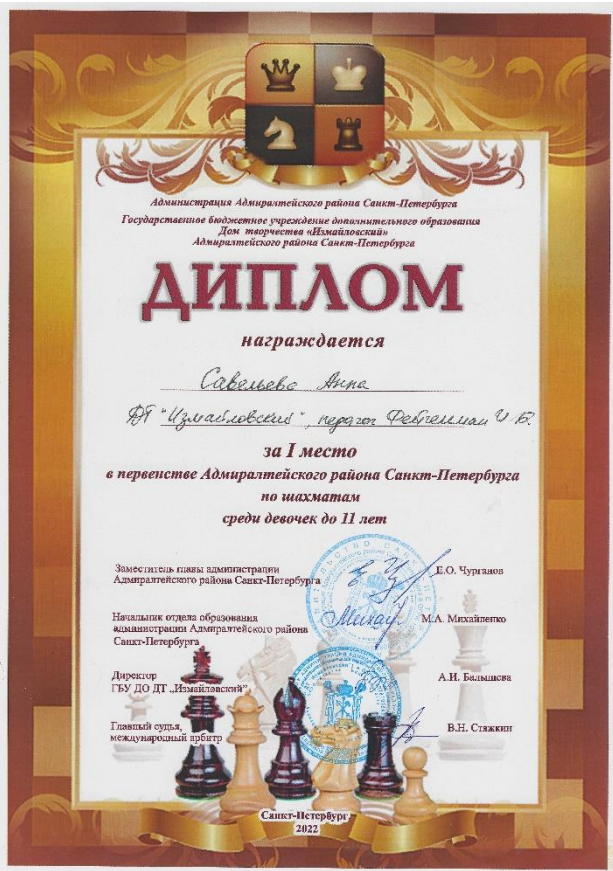 Администрация Адмиралтейского района Санкт-Петербурга
Государственное бюджетное учреждение дополнительного образования
Дом творчества «Измайловский»
Адмиралтейского района Санкт-Петербурга
ДИПЛОМ
награждается
Савельева Анна
ДТ "Измайловский", педагог И.Б.
за I место
в первенстве Адмиралтейского района Санкт-Петербурга
по шахматам
среди девочек до 11 лет
Заместитель главы администрации
Адмиралтейского района Санкт-Петербурга
Е.О. Чурганов
Начальник отдела образования
администрации Адмиралтейского района
Санкт-Петербурга
М.А. Михайленко
Директор
ГБУ ДО ДТ „Измайловский"
А.И. Балышева
Главный судья,
международный арбитр
В.Н. Стяжкин
Санкт-Петербург
2022